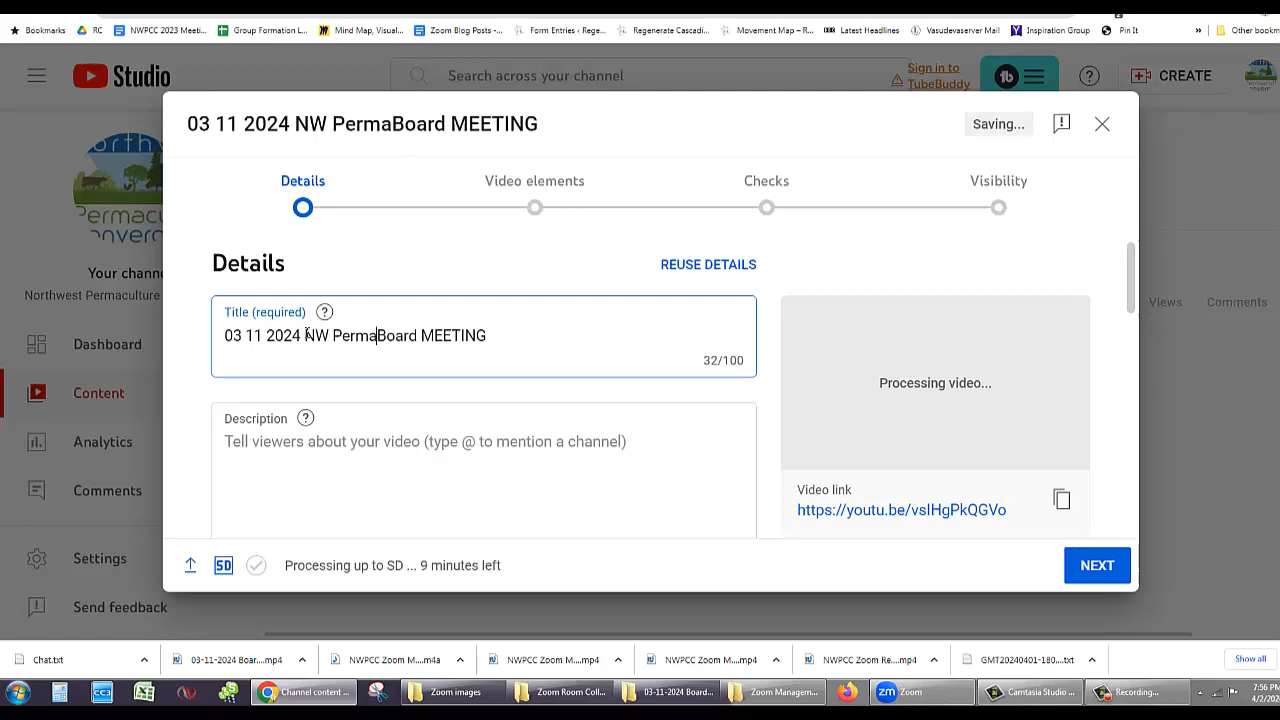 Bookmarks RC NWPCC 2023 Meeti... Group Formation L... Mind Map, Visual... Zoom Blog Posts -... Form Entries ‹ Rege... Regenerate Cascadi... Movement Map – R... Latest Headlines Vasudevaserver Mail Inspiration Group Pin It » Other bookm
Studio
Search across your channel
Sign in to
TubeBuddy
CREATE
03 11 2024 NW PermaBoard MEETING
Saving...
Details Video elements Checks Visibility
Details
REUSE DETAILS
Title (required)
03 11 2024 NW PermaBoard MEETING
32/100
Processing video...
Description
Tell viewers about your video (type @ to mention a channel)
Video link
https://youtu.be/vsIHgPkQGVo
SD Processing up to SD ... 9 minutes left
NEXT
Your chann
Northwest Permaculture
Dashboard
Content
Analytics
Comments
Settings
Send feedback
Views Comments
Chat.txt 03-11-2024 Boar....mp4 NWPCC Zoom M....m4a NWPCC Zoom M....mp4 NWPCC Zoom M....mp4 NWPCC Zoom Re....mp4 GMT20240401-180....txt Show all
Channel content ... Zoom images Zoom Room Coll... 03-11-2024 Board... Zoom Managem... zm Zoom Camtasia Studio ... Recording...
7:56 PM
4/2/20